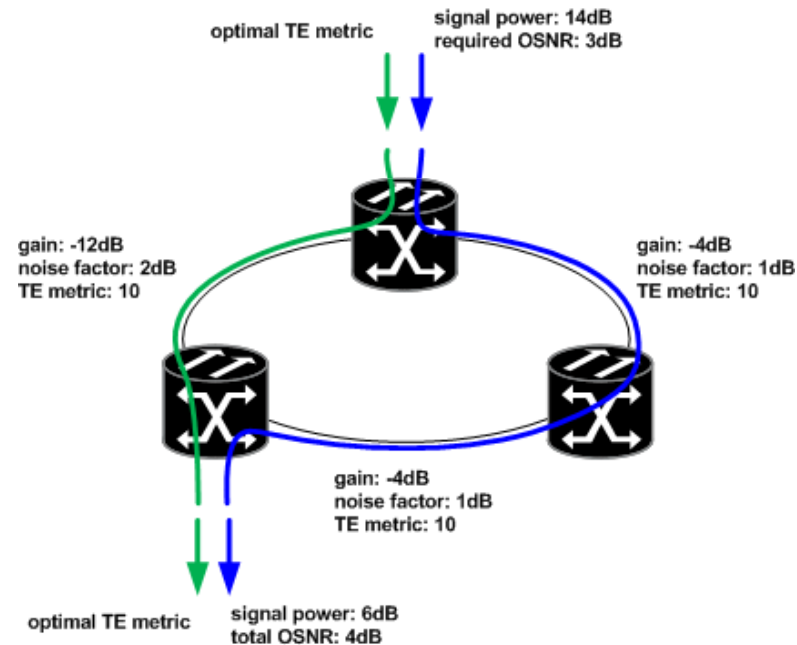 optimal TE metric
signal power: 14dB
required OSNR: 3dB
gain: -12dB
noise factor: 2dB
TE metric: 10
gain: -4dB
noise factor: 1dB
TE metric: 10
gain: -4dB
noise factor: 1dB
TE metric: 10
optimal TE metric
signal power: 6dB
total OSNR: 4dB